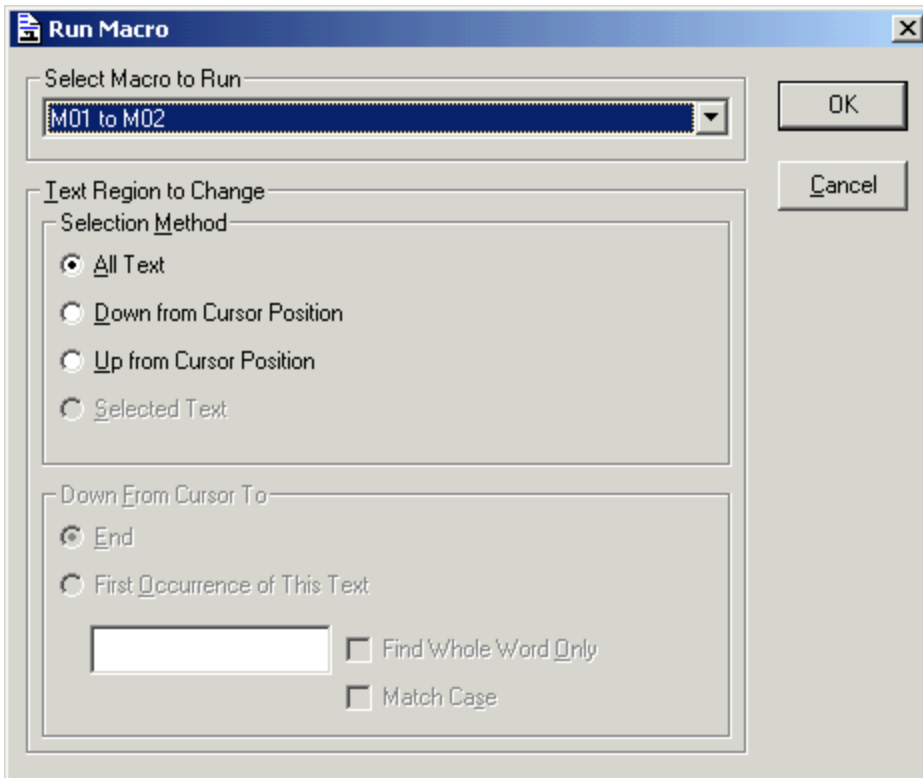 Run Macro
Select Macro to Run
M01 to M02
OK
Cancel
Text Region to Change
Selection Method
All Text
Down from Cursor Position
Up from Cursor Position
Selected Text
Down From Cursor To
End
First Occurrence of This Text
Find Whole Word Only
Match Case